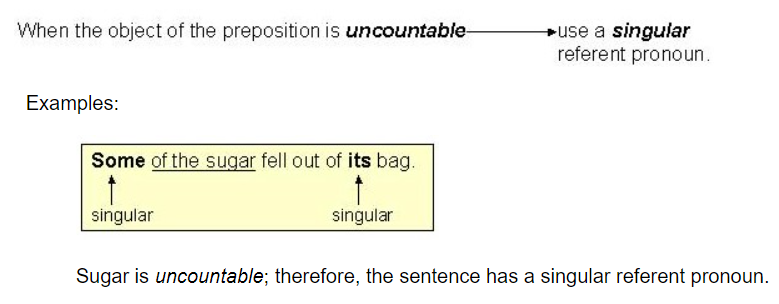 When the object of the preposition is uncountable use a singular
referent pronoun.
Examples:
Some of the sugar fell out of its bag.
singular singular
Sugar is uncountable; therefore, the sentence has a singular referent pronoun.